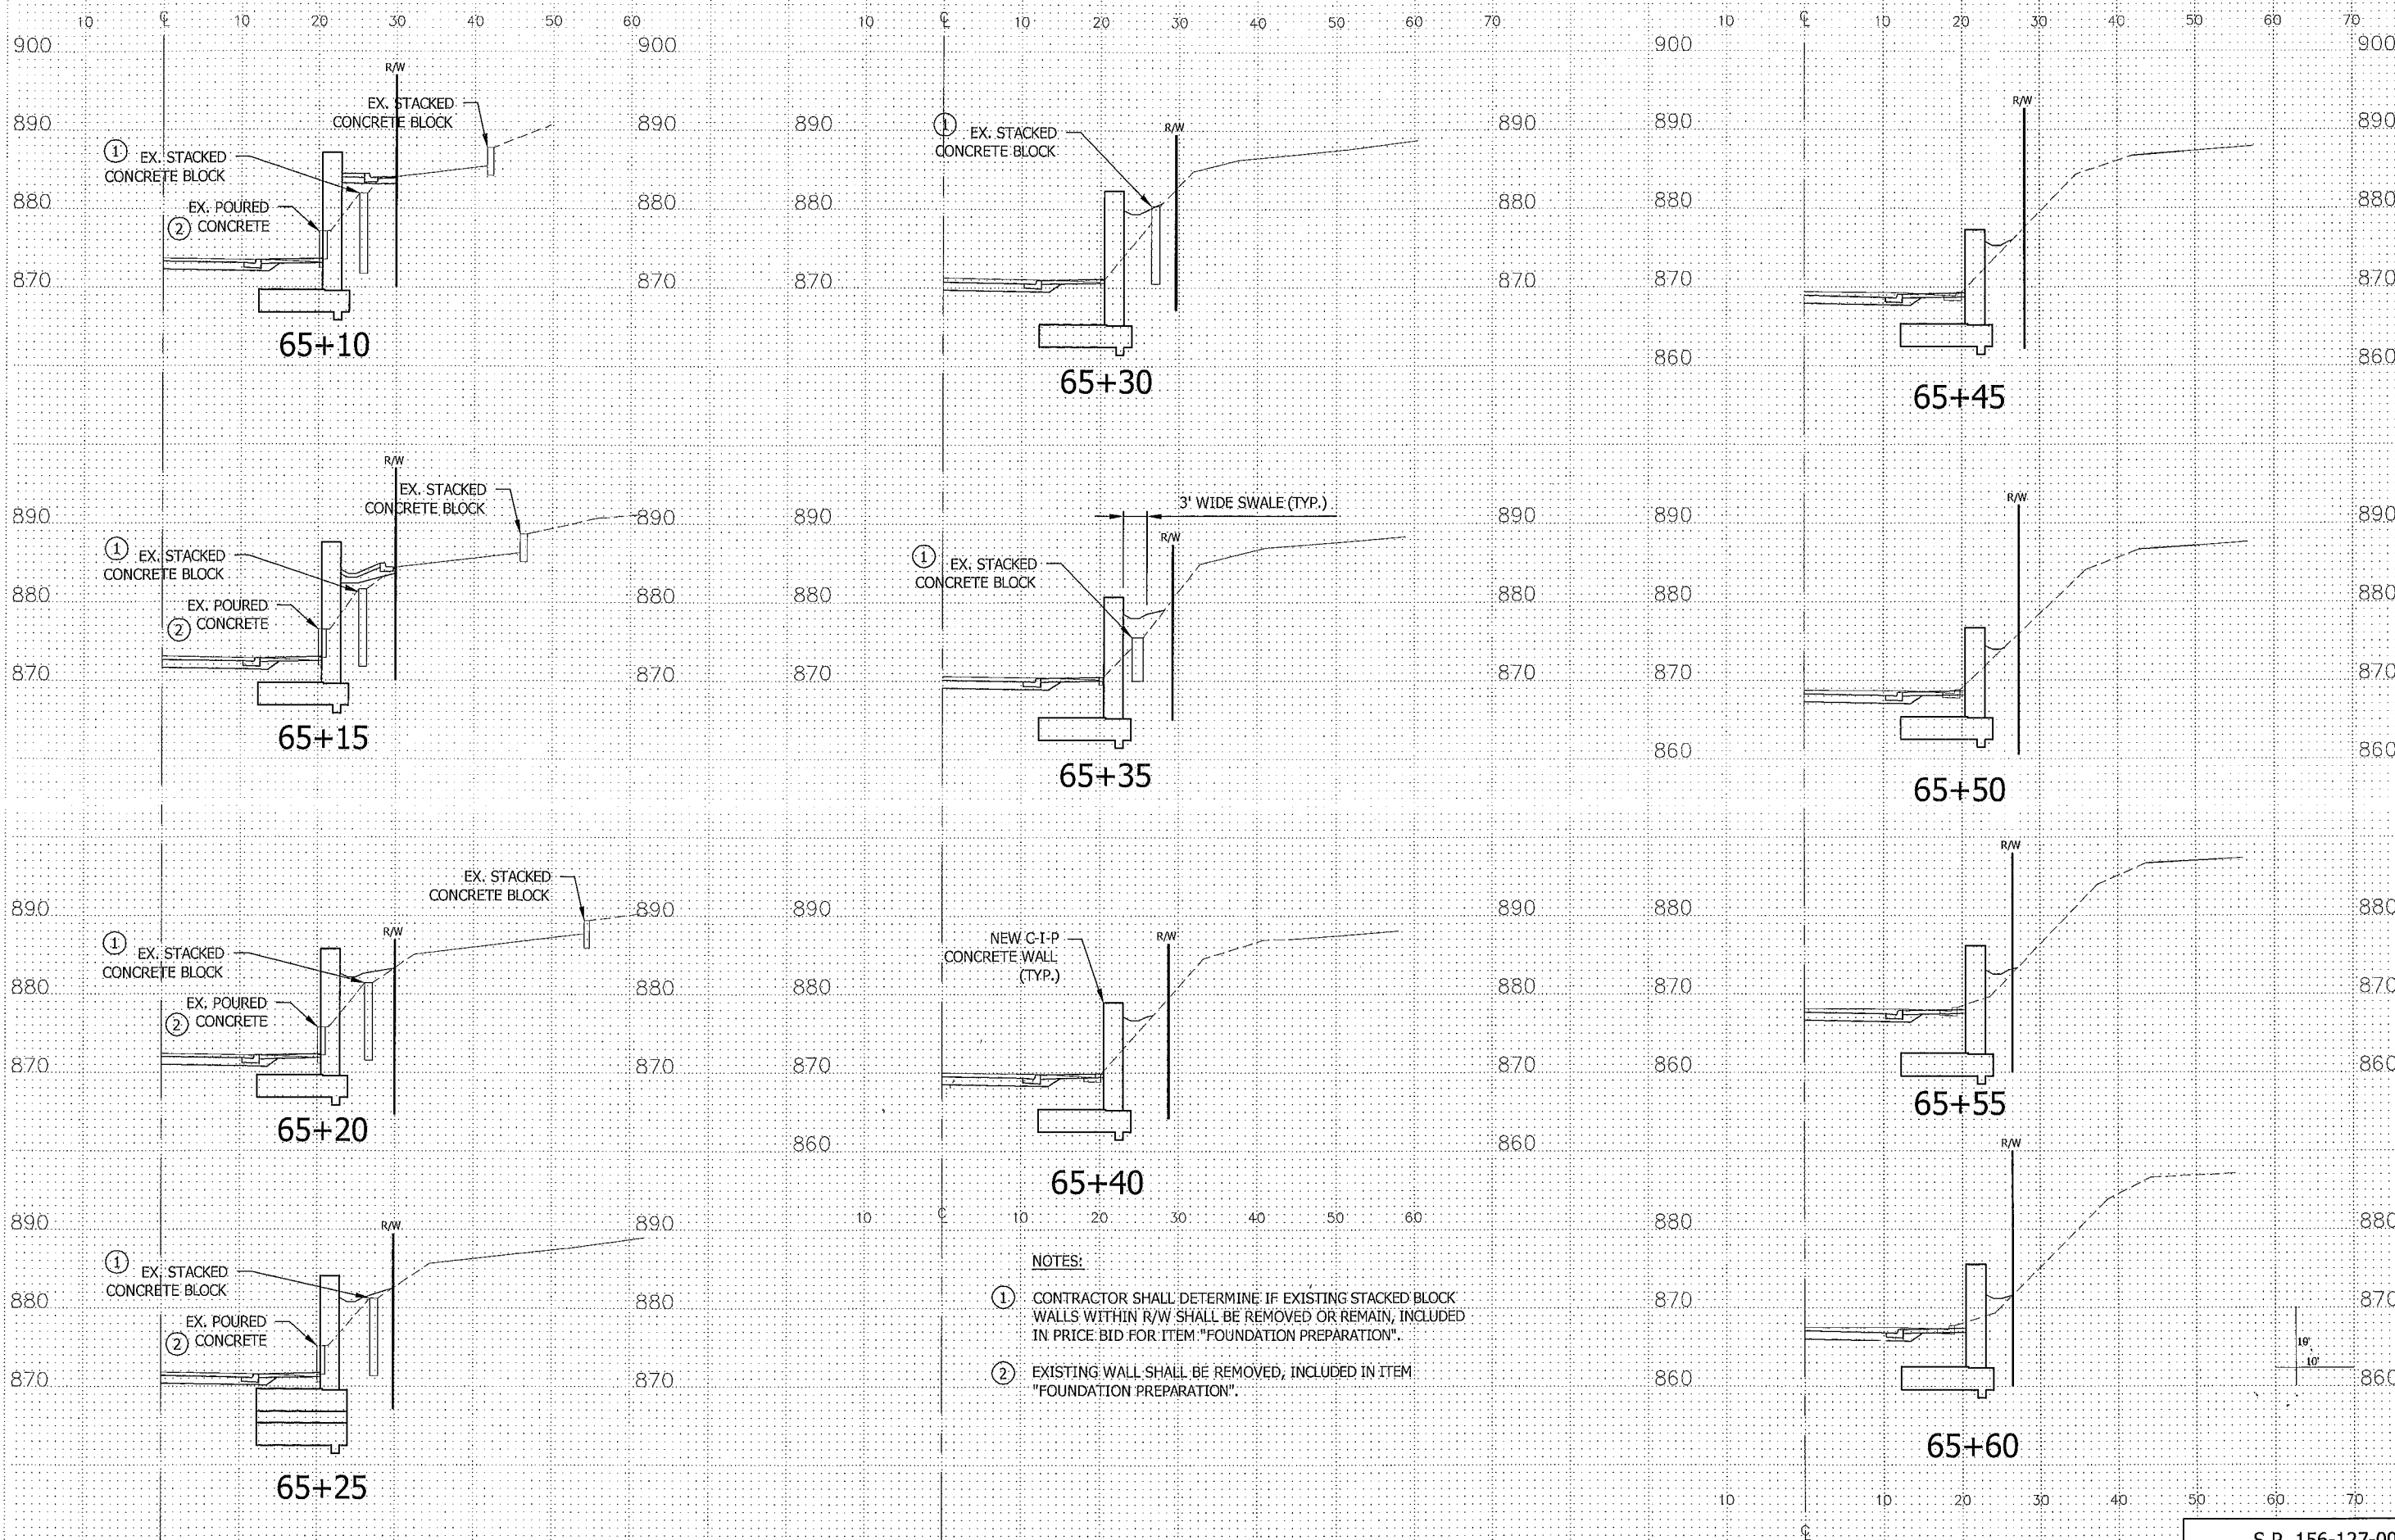 10 ℄ 10 20 30 40 50 60
10 ℄ 10 20 30 40 50 60 70
10 ℄ 10 20 30 40 50 60 70
900 900 900 900
R/W
EX. STACKED
CONCRETE BLOCK
① EX. STACKED
CONCRETE BLOCK
EX. POURED
② CONCRETE
890 890
880 880
870 870
65+10
R/W
EX. STACKED
CONCRETE BLOCK
① EX. STACKED
CONCRETE BLOCK
EX. POURED
② CONCRETE
890 890
880 880
870 870
65+15
EX. STACKED
CONCRETE BLOCK
R/W
① EX. STACKED
CONCRETE BLOCK
EX. POURED
② CONCRETE
890 890
880 880
870 870
65+20
R/W
① EX. STACKED
CONCRETE BLOCK
EX. POURED
② CONCRETE
890 890
880 880
870 870
65+25
R/W
① EX. STACKED
CONCRETE BLOCK
890 890
880 880
870 870
65+30
3' WIDE SWALE (TYP.)
R/W
① EX. STACKED
CONCRETE BLOCK
890 890
880 880
870 870
65+35
NEW C-I-P
CONCRETE WALL
(TYP.)
R/W
890 890
880 880
870 870
860 860
65+40
10 ℄ 10 20 30 40 50 60
NOTES:
① CONTRACTOR SHALL DETERMINE IF EXISTING STACKED BLOCK
WALLS WITHIN R/W SHALL BE REMOVED OR REMAIN, INCLUDED
IN PRICE BID FOR ITEM "FOUNDATION PREPARATION".
② EXISTING WALL SHALL BE REMOVED, INCLUDED IN ITEM
"FOUNDATION PREPARATION".
R/W
890 890
880 880
870 870
860 860
65+45
R/W
890 890
880 880
870 870
860 860
65+50
R/W
880 880
870 870
860 860
65+55
R/W
880 880
870 870
860 860
65+60
10'
10'
10 ℄ 10 20 30 40 50 60 70
S.P. 156-127-00